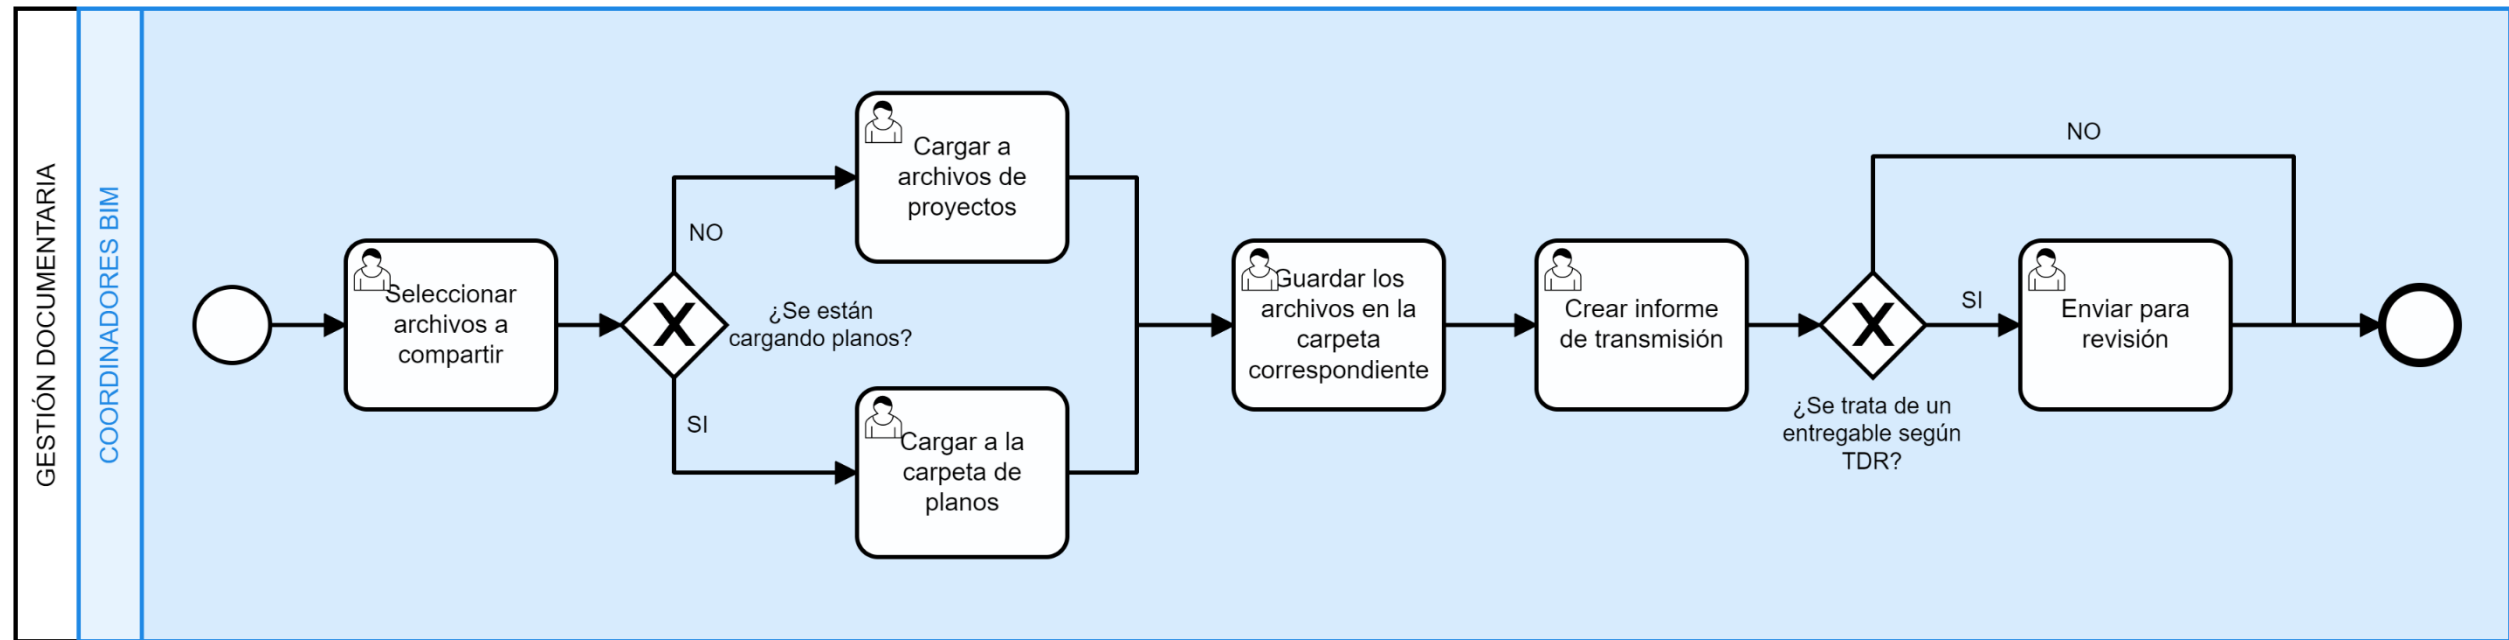 GESTIÓN DOCUMENTARIA
COORDINADORES BIM
Seleccionar
archivos a
compartir
NO
¿Se están
cargando planos?
SI
Cargar a
archivos de
proyectos
Cargar a la
carpeta de
planos
Guardar los
archivos en la
carpeta
correspondiente
Crear informe
de transmisión
NO
SI
¿Se trata de un
entregable según
TDR?
Enviar para
revisión